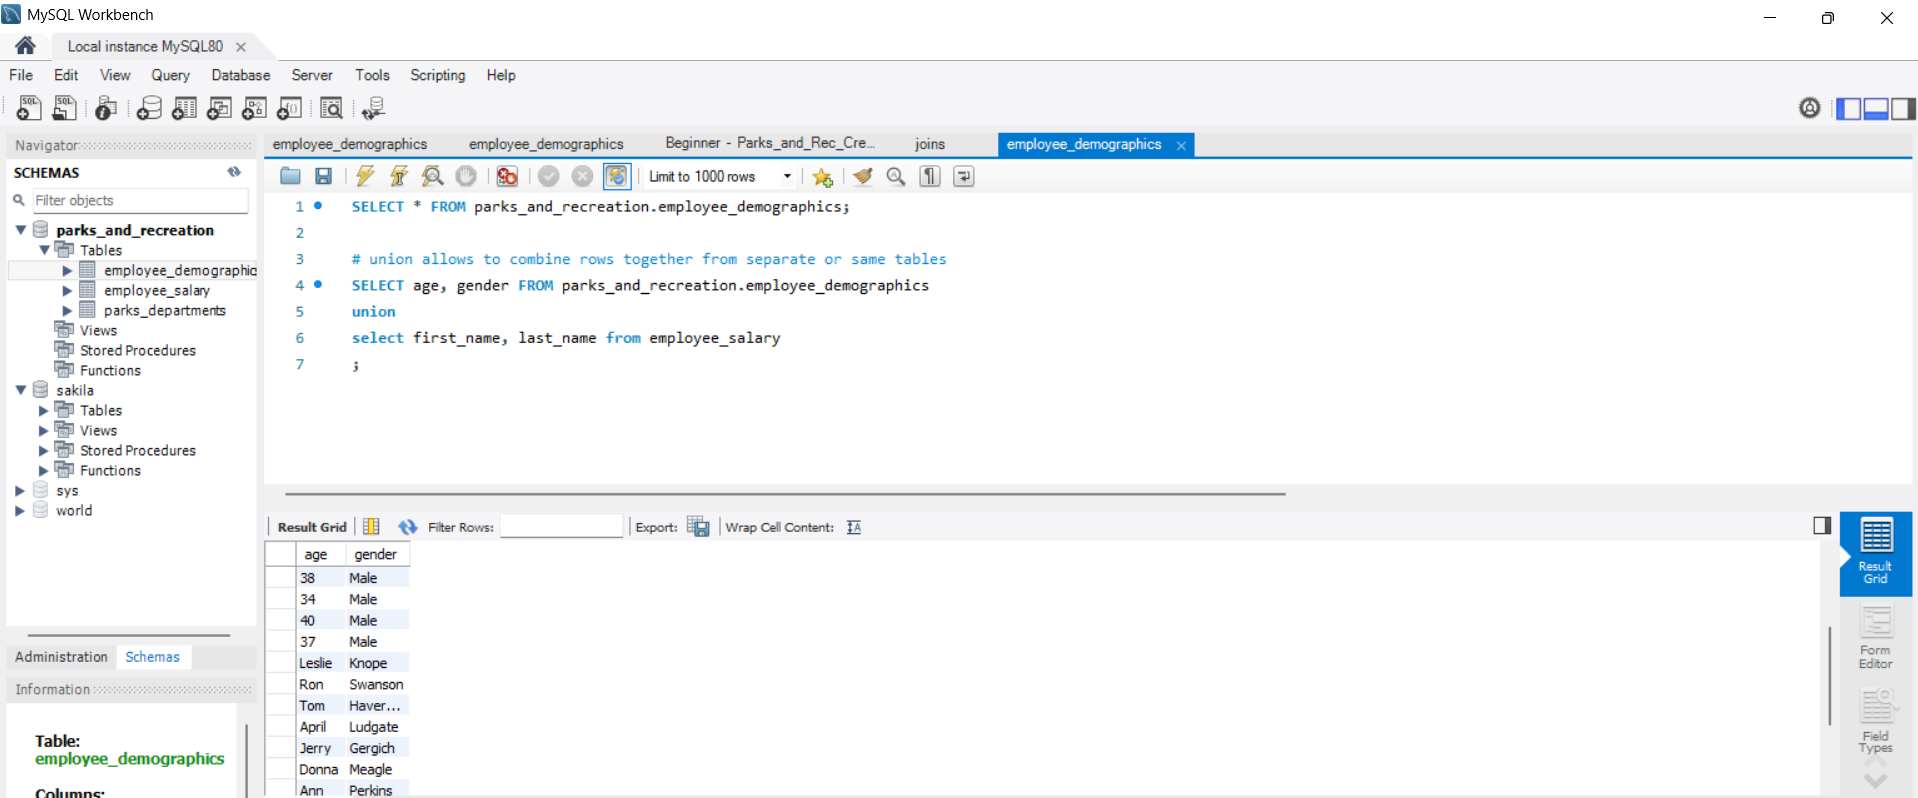 MySQL Workbench
Local instance MySQL80
File Edit View Query Database Server Tools Scripting Help
Navigator
SCHEMAS
Filter objects
parks_and_recreation
Tables
employee_demographic
employee_salary
parks_departments
Views
Stored Procedures
Functions
sakila
Tables
Views
Stored Procedures
Functions
sys
world
Administration Schemas
Information
Table:
employee_demographics
Columns:
employee_demographics employee_demographics Beginner - Parks_and_Rec_Cre... joins employee_demographics
Limit to 1000 rows
1 SELECT * FROM parks_and_recreation.employee_demographics;
2
3 # union allows to combine rows together from separate or same tables
4 SELECT age, gender FROM parks_and_recreation.employee_demographics
5 union
6 select first_name, last_name from employee_salary
7 ;
Result Grid Filter Rows: Export: Wrap Cell Content:
age gender
38 Male
34 Male
40 Male
37 Male
Leslie Knope
Ron Swanson
Tom Haver...
April Ludgate
Jerry Gergich
Donna Meagle
Ann Perkins
Result
Grid
Form
Editor
Field
Types